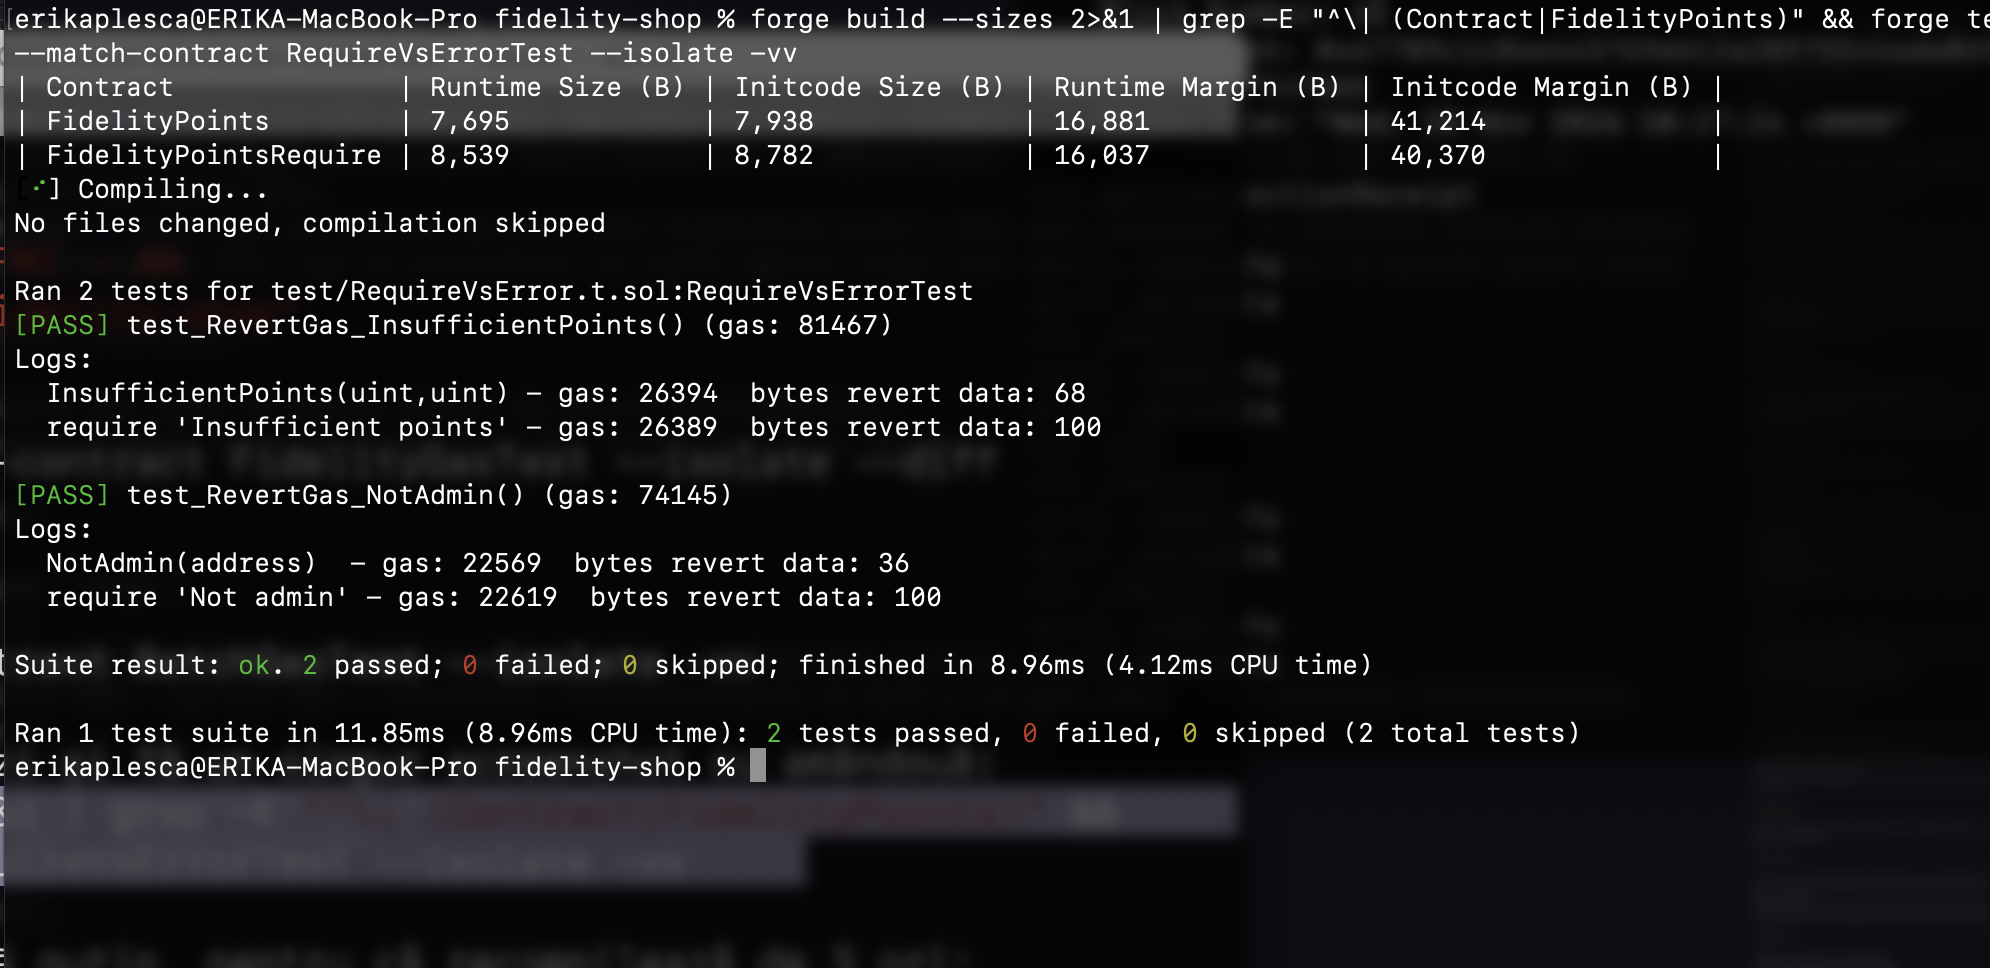 erikaplesca@ERIKA-MacBook-Pro fidelity-shop % forge build --sizes 2>&1 | grep -E "^\| (Contract|FidelityPoints)" && forge te
--match-contract RequireVsErrorTest --isolate -vv
| Contract | Runtime Size (B) | Initcode Size (B) | Runtime Margin (B) | Initcode Margin (B) |
| FidelityPoints | 7,695 | 7,938 | 16,881 | 41,214 |
| FidelityPointsRequire | 8,539 | 8,782 | 16,037 | 40,370 |
[⠊] Compiling...
No files changed, compilation skipped
Ran 2 tests for test/RequireVsError.t.sol:RequireVsErrorTest
[PASS] test_RevertGas_InsufficientPoints() (gas: 81467)
Logs:
InsufficientPoints(uint,uint) - gas: 26394 bytes revert data: 68
require 'Insufficient points' - gas: 26389 bytes revert data: 100
[PASS] test_RevertGas_NotAdmin() (gas: 74145)
Logs:
NotAdmin(address) - gas: 22569 bytes revert data: 36
require 'Not admin' - gas: 22619 bytes revert data: 100
Suite result: ok. 2 passed; 0 failed; 0 skipped; finished in 8.96ms (4.12ms CPU time)
Ran 1 test suite in 11.85ms (8.96ms CPU time): 2 tests passed, 0 failed, 0 skipped (2 total tests)
erikaplesca@ERIKA-MacBook-Pro fidelity-shop %